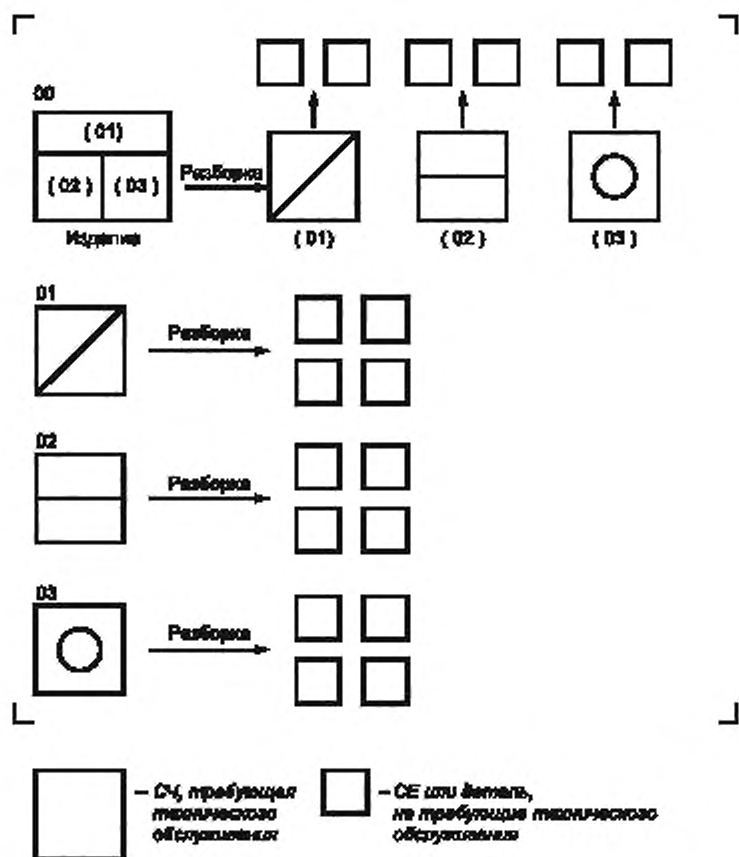 00
( 01)
( 02 ) ( 03 )
Изделие
Разборка
( 01) ( 02 ) ( 03 )
01
Разборка
02
Разборка
03
Разборка
– СЧ, требующая
технического
обслуживания
– СЕ или деталь,
не требующие технического
обслуживания